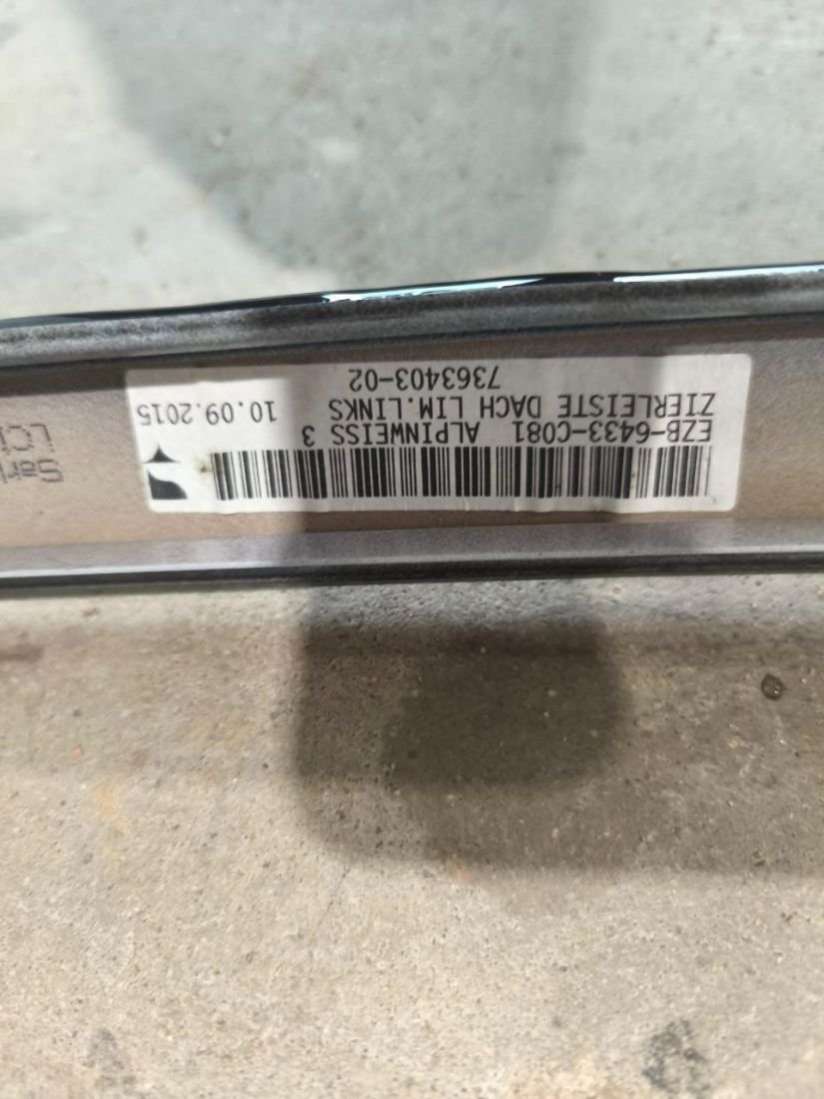 EZB-6433-C081 ALPINWEISS 3
ZIERLEISTE DACH LIM.LINKS 10.09.2015
7363403-02